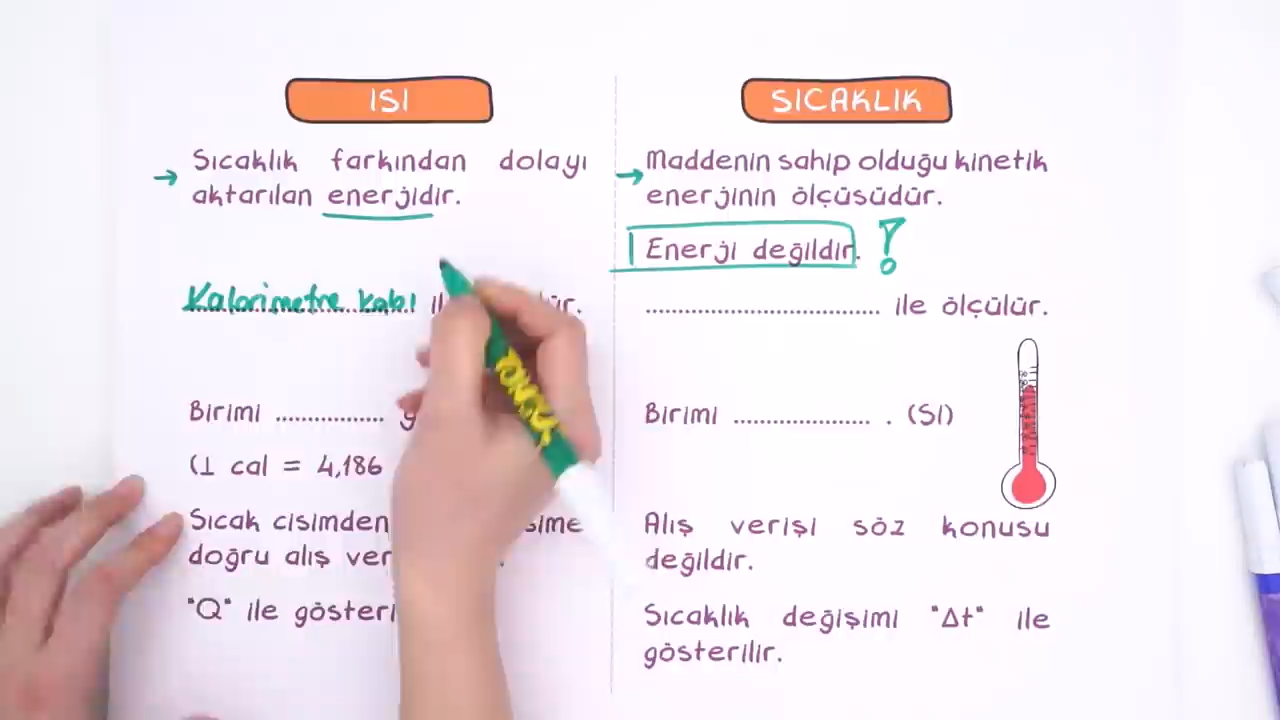 ISI
Sıcaklık farkından dolayı
aktarılan enerjidir.
Kalorimetre kabı
Birimi ................
(1 cal = 4,186
Sıcak cisimden
doğru alış
"Q" ile
SICAKLIK
Maddenin sahip olduğu kinetik
enerjinin ölçüsüdür.
Enerji değildir. !
.................................. ile ölçülür.
Birimi .................... . (SI)
Alış verişi söz konusu
değildir.
Sıcaklık değişimi "Δt" ile
gösterilir.